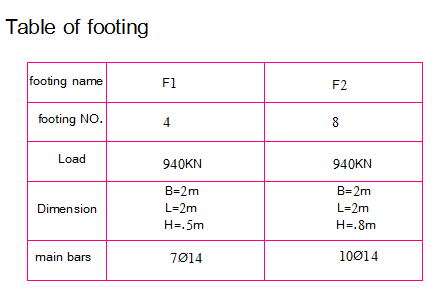 Table of footing
footing name F1 F2
footing NO. 4 8
Load 940KN 940KN
Dimension
B=2m B=2m
L=2m L=2m
H=.5m H=.8m
main bars 7Ø14 10Ø14